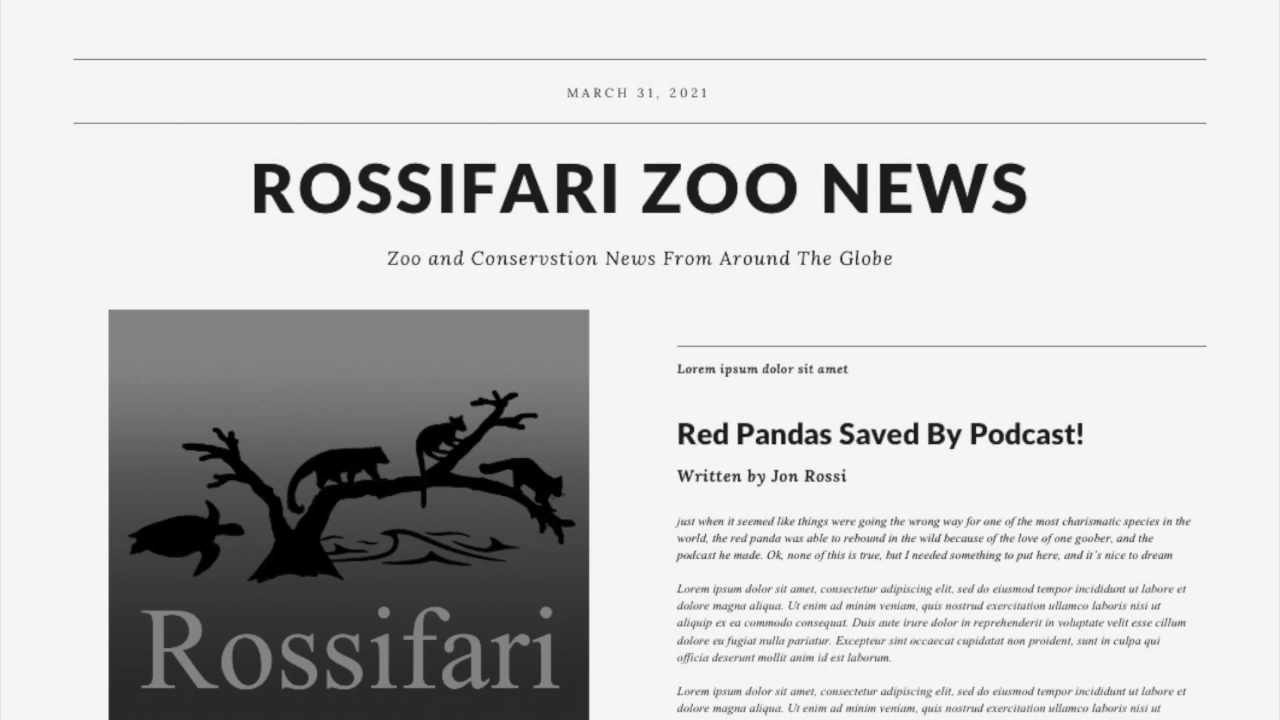 MARCH 31, 2021
ROSSIFARI ZOO NEWS
Zoo and Conservstion News From Around The Globe
Rossifari
Lorem ipsum dolor sit amet
Red Pandas Saved By Podcast!
Written by Jon Rossi
just when it seemed like things were going the wrong way for one of the most charismatic species in the
world, the red panda was able to rebound in the wild because of the love of one goober, and the
podcast he made. Ok, none of this is true, but I needed something to put here, and it's nice to dream
Lorem ipsum dolor sit amet, consectetur adipiscing elit, sed do eiusmod tempor incididunt ut labore et
dolore magna aliqua. Ut enim ad minim veniam, quis nostrud exercitation ullamco laboris nisi ut
aliquip ex ea commodo consequat. Duis aute irure dolor in reprehenderit in voluptate velit esse cillum
dolore eu fugiat nulla pariatur. Excepteur sint occaecat cupidatat non proident, sunt in culpa qui
officia deserunt mollit anim id est laborum.
Lorem ipsum dolor sit amet, consectetur adipiscing elit, sed do eiusmod tempor incididunt ut labore et
dolore magna aliqua. Ut enim ad minim veniam, quis nostrud exercitation ullamco laboris nisi ut